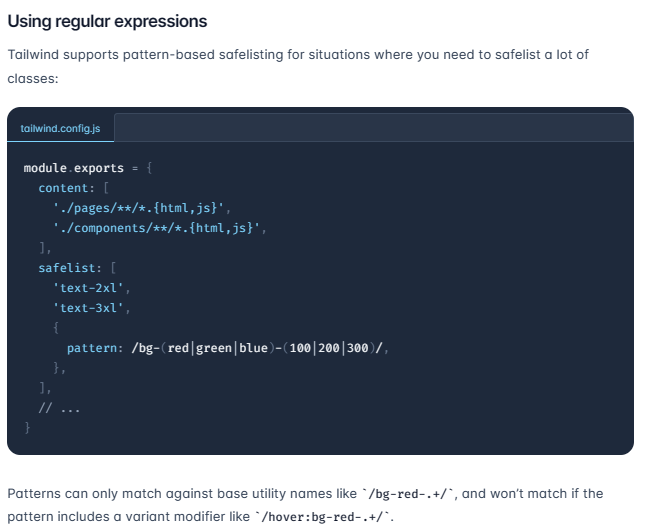 Using regular expressions
Tailwind supports pattern-based safelisting for situations where you need to safelist a lot of
classes:
tailwind.config.js
module.exports = {
  content: [
    './pages/**/*.{html,js}',
    './components/**/*.{html,js}',
  ],
  safelist: [
    'text-2xl',
    'text-3xl',
    {
      pattern: /bg-(red|green|blue)-(100|200|300)/,
    },
  ],
  // ...
}
Patterns can only match against base utility names like `/bg-red-.+/`, and won't match if the
pattern includes a variant modifier like `/hover:bg-red-.+/`.